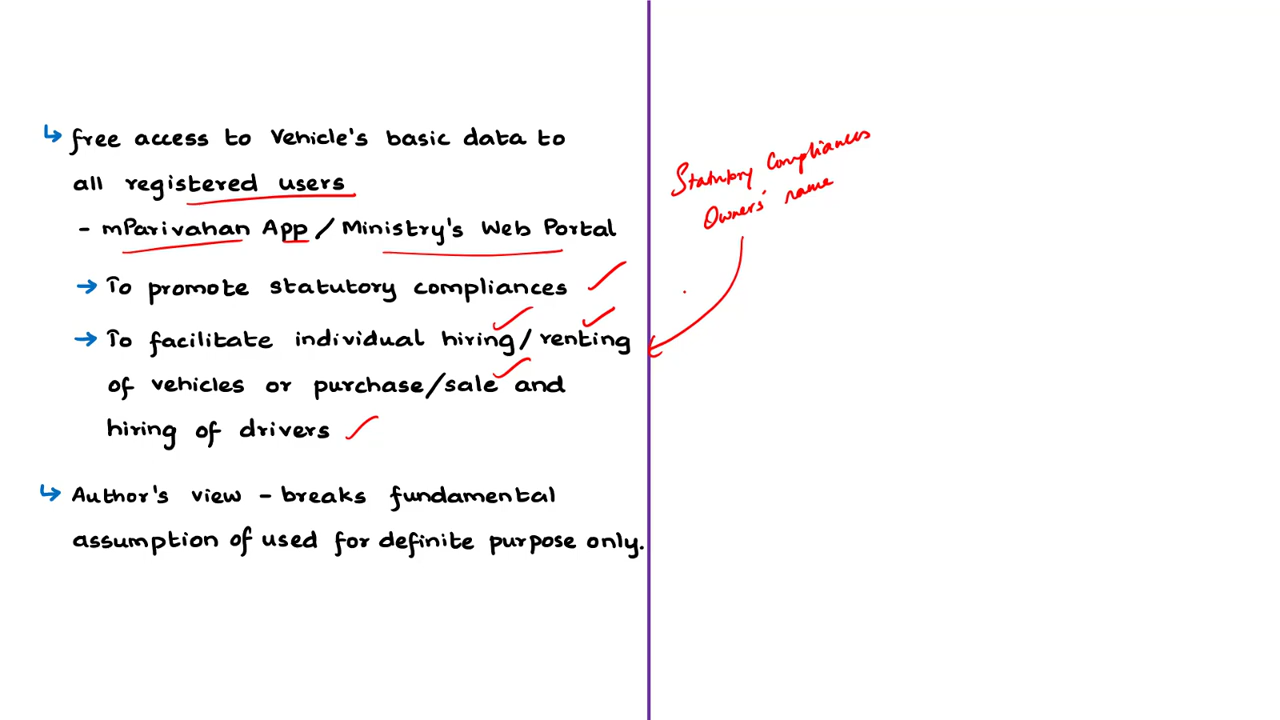 ↳ free access to Vehicle's basic data to
all registered users
- mParivahan App / Ministry's Web Portal
→ To promote statutory compliances
→ To facilitate individual hiring/renting
of vehicles or purchase/sale and
hiring of drivers
↳ Author's view - breaks fundamental
assumption of used for definite purpose only.
Statutory Compliances
Owners' name